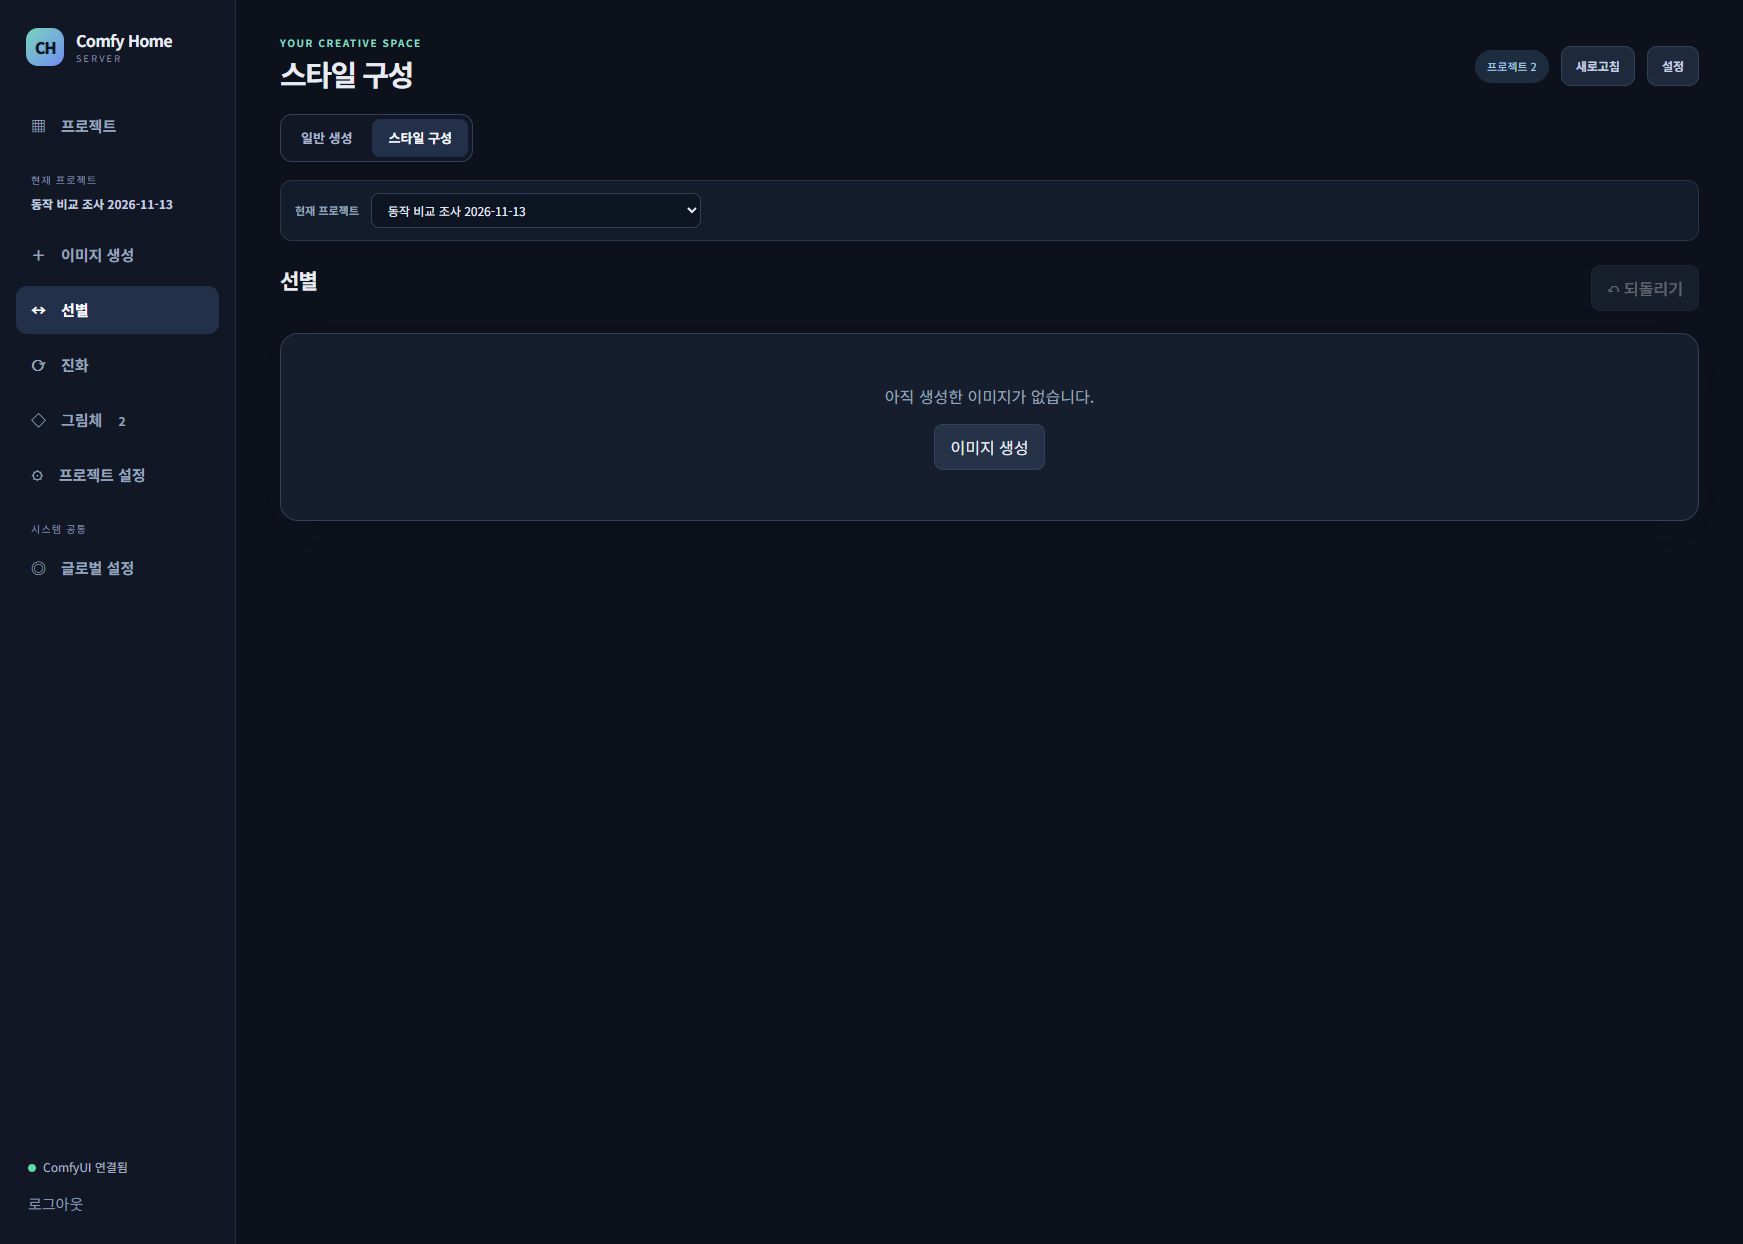 CH
Comfy Home
SERVER
프로젝트
현재 프로젝트
동작 비교 조사 2026-11-13
이미지 생성
선별
진화
그림체 2
프로젝트 설정
시스템 공통
글로벌 설정
ComfyUI 연결됨
로그아웃
YOUR CREATIVE SPACE
스타일 구성
프로젝트 2
새로고침
설정
일반 생성
스타일 구성
현재 프로젝트
동작 비교 조사 2026-11-13
선별
되돌리기
아직 생성한 이미지가 없습니다.
이미지 생성